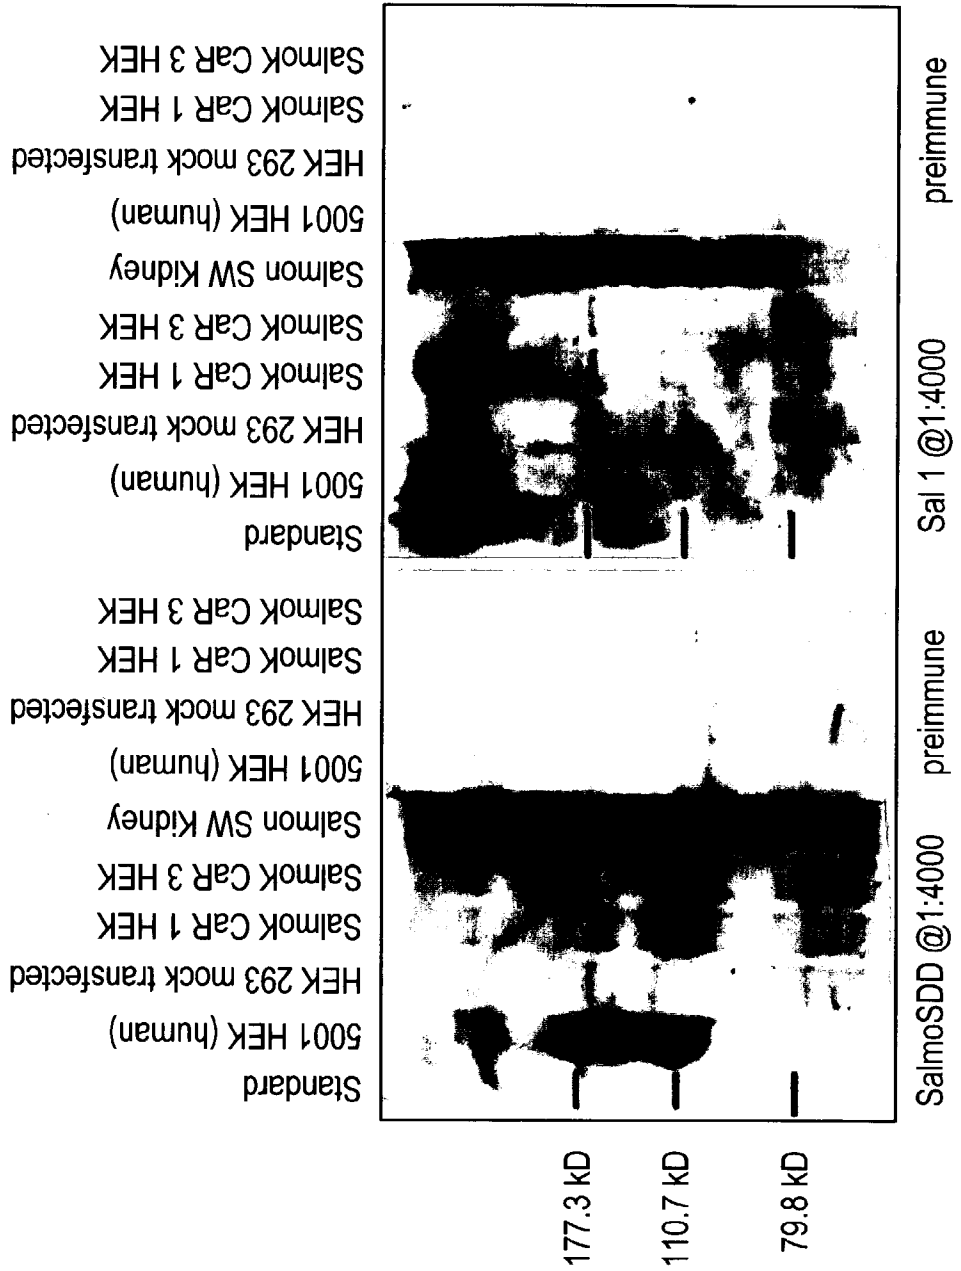 SalmoK CaR 3 HEK
SalmoK CaR 1 HEK
HEK 293 mock transfected
5001 HEK (human)
Salmon SW Kidney
SalmoK CaR 3 HEK
SalmoK CaR 1 HEK
HEK 293 mock transfected
5001 HEK (human)
Standard
SalmoK CaR 3 HEK
SalmoK CaR 1 HEK
HEK 293 mock transfected
5001 HEK (human)
Salmon SW Kidney
SalmoK CaR 3 HEK
SalmoK CaR 1 HEK
HEK 293 mock transfected
5001 HEK (human)
Standard
177.3 kD
110.7 kD
79.8 kD
SalmoSDD @1:4000
preimmune
Sal 1 @1:4000
preimmune